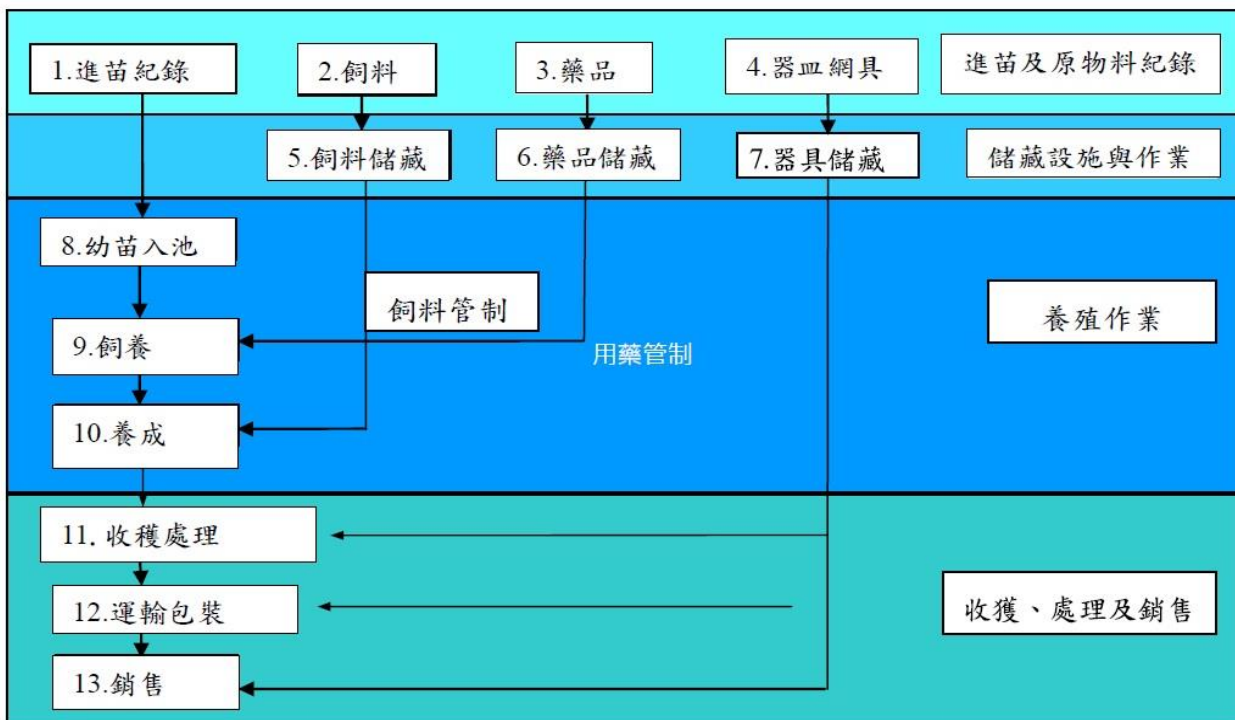 1.進苗紀錄
2.飼料
3.藥品
4.器皿網具
進苗及原物料紀錄
5.飼料儲藏
6.藥品儲藏
7.器具儲藏
儲藏設施與作業
8.幼苗入池
飼料管制
養殖作業
9.飼養
用藥管制
10.養成
11.收穫處理
12.運輸包裝
收獲、處理及銷售
13.銷售